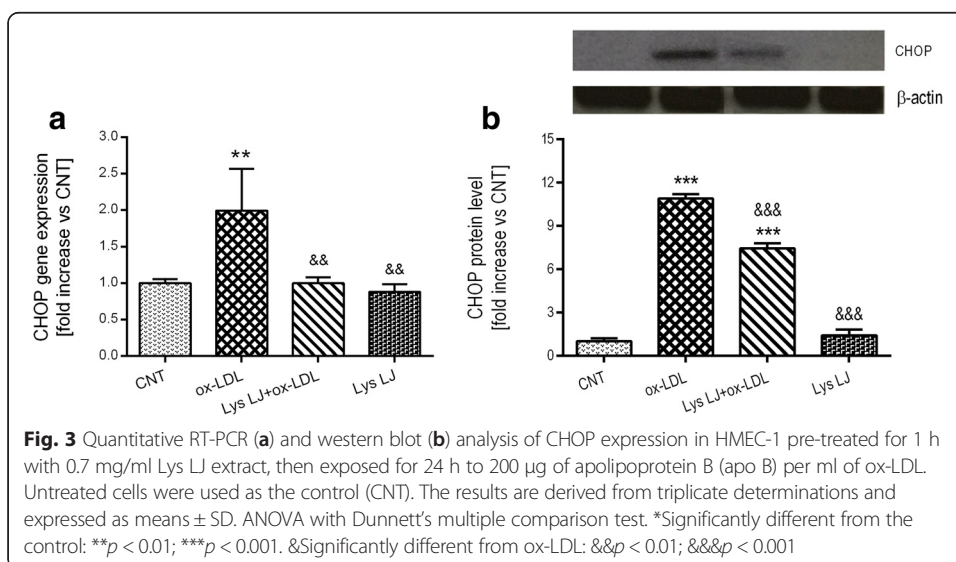 CHOP
β-actin
a
b
CHOP gene expression
[fold increase vs CNT]
3.0
2.5
2.0
1.5
1.0
0.5
0.0
**
&&
&&
CNT
ox-LDL
Lys LJ+ox-LDL
Lys LJ
CHOP protein level
[fold increase vs CNT]
15
12
9
6
3
0
***
&&&
***
&&&
CNT
ox-LDL
Lys LJ+ox-LDL
Lys LJ
Fig. 3 Quantitative RT-PCR (a) and western blot (b) analysis of CHOP expression in HMEC-1 pre-treated for 1 h
with 0.7 mg/ml Lys LJ extract, then exposed for 24 h to 200 μg of apolipoprotein B (apo B) per ml of ox-LDL.
Untreated cells were used as the control (CNT). The results are derived from triplicate determinations and
expressed as means ± SD. ANOVA with Dunnett's multiple comparison test. *Significantly different from the
control: **p < 0.01; ***p < 0.001. &Significantly different from ox-LDL: &&p < 0.01; &&&p < 0.001